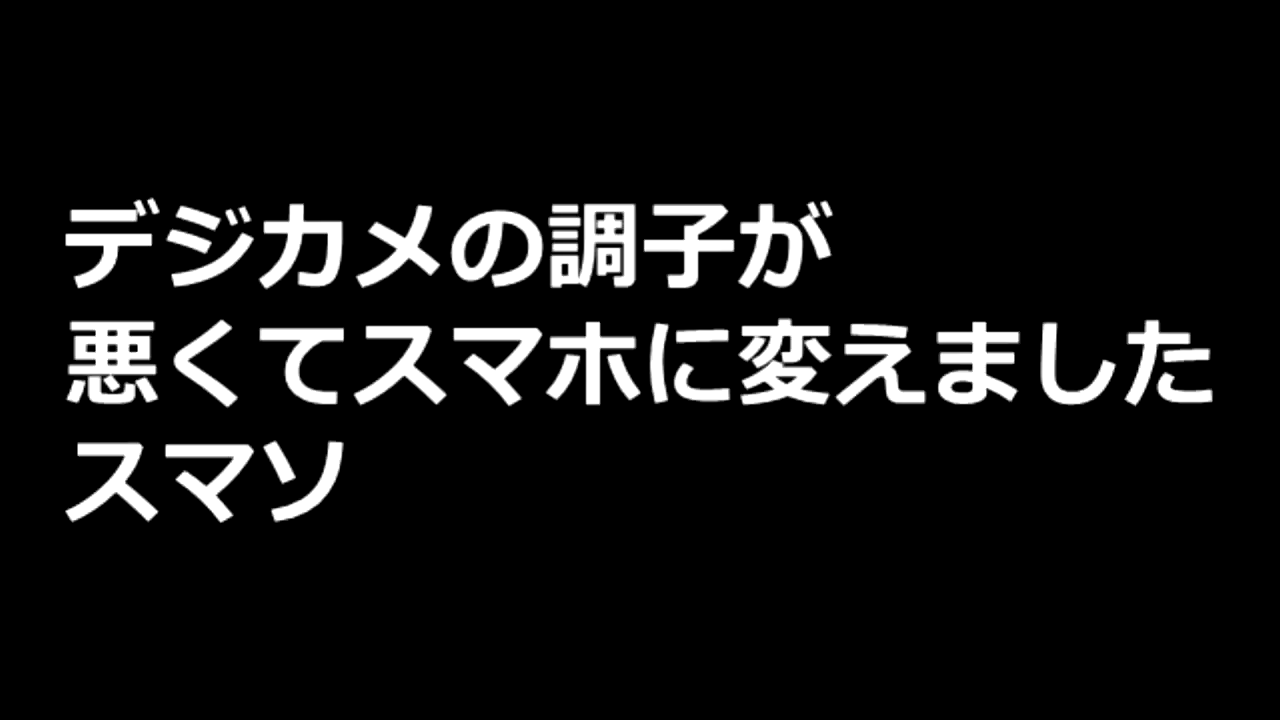 デジカメの調子が
悪くてスマホに変えました
スマソ